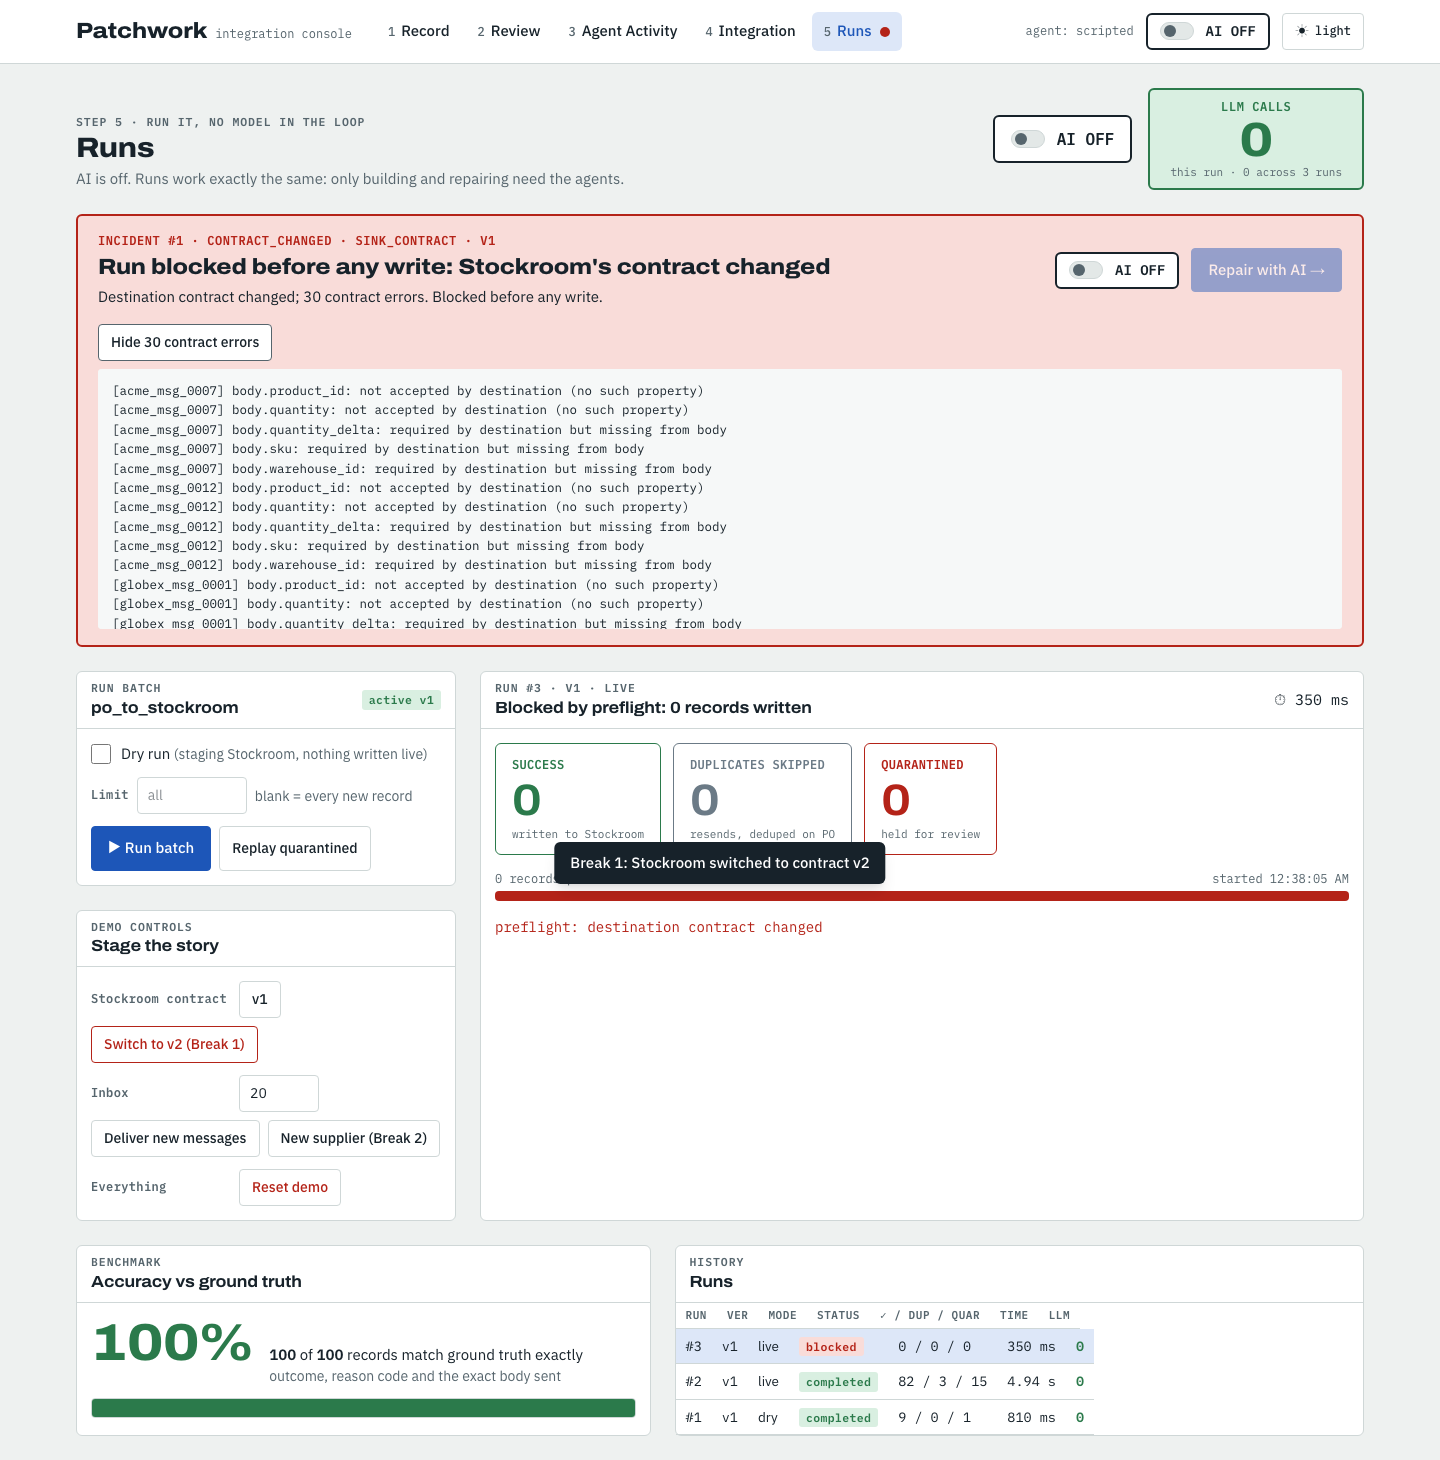 Patchwork integration console
1 Record
2 Review
3 Agent Activity
4 Integration
5 Runs
agent: scripted
AI OFF
☀ light
STEP 5 · RUN IT, NO MODEL IN THE LOOP
Runs
AI is off. Runs work exactly the same: only building and repairing need the agents.
AI OFF
LLM CALLS
0
this run · 0 across 3 runs
INCIDENT #1 · CONTRACT_CHANGED · SINK_CONTRACT · V1
Run blocked before any write: Stockroom's contract changed
Destination contract changed; 30 contract errors. Blocked before any write.
AI OFF
Repair with AI →
Hide 30 contract errors
[acme_msg_0007] body.product_id: not accepted by destination (no such property)
[acme_msg_0007] body.quantity: not accepted by destination (no such property)
[acme_msg_0007] body.quantity_delta: required by destination but missing from body
[acme_msg_0007] body.sku: required by destination but missing from body
[acme_msg_0007] body.warehouse_id: required by destination but missing from body
[acme_msg_0012] body.product_id: not accepted by destination (no such property)
[acme_msg_0012] body.quantity: not accepted by destination (no such property)
[acme_msg_0012] body.quantity_delta: required by destination but missing from body
[acme_msg_0012] body.sku: required by destination but missing from body
[acme_msg_0012] body.warehouse_id: required by destination but missing from body
[globex_msg_0001] body.product_id: not accepted by destination (no such property)
[globex_msg_0001] body.quantity: not accepted by destination (no such property)
[globex_msg_0001] body.quantity_delta: required by destination but missing from body
RUN BATCH
po_to_stockroom
active v1
Dry run (staging Stockroom, nothing written live)
Limit all blank = every new record
▶ Run batch
Replay quarantined
DEMO CONTROLS
Stage the story
Stockroom contract v1
Switch to v2 (Break 1)
Inbox 20
Deliver new messages
New supplier (Break 2)
Everything Reset demo
RUN #3 · V1 · LIVE
Blocked by preflight: 0 records written
⏱ 350 ms
SUCCESS
0
written to Stockroom
DUPLICATES SKIPPED
0
resends, deduped on PO
QUARANTINED
0
held for review
Break 1: Stockroom switched to contract v2
0 records
started 12:38:05 AM
preflight: destination contract changed
BENCHMARK
Accuracy vs ground truth
100%
100 of 100 records match ground truth exactly
outcome, reason code and the exact body sent
HISTORY
Runs
RUN VER MODE STATUS ✓ / DUP / QUAR TIME LLM
#3 v1 live blocked 0 / 0 / 0 350 ms 0
#2 v1 live completed 82 / 3 / 15 4.94 s 0
#1 v1 dry completed 9 / 0 / 1 810 ms 0